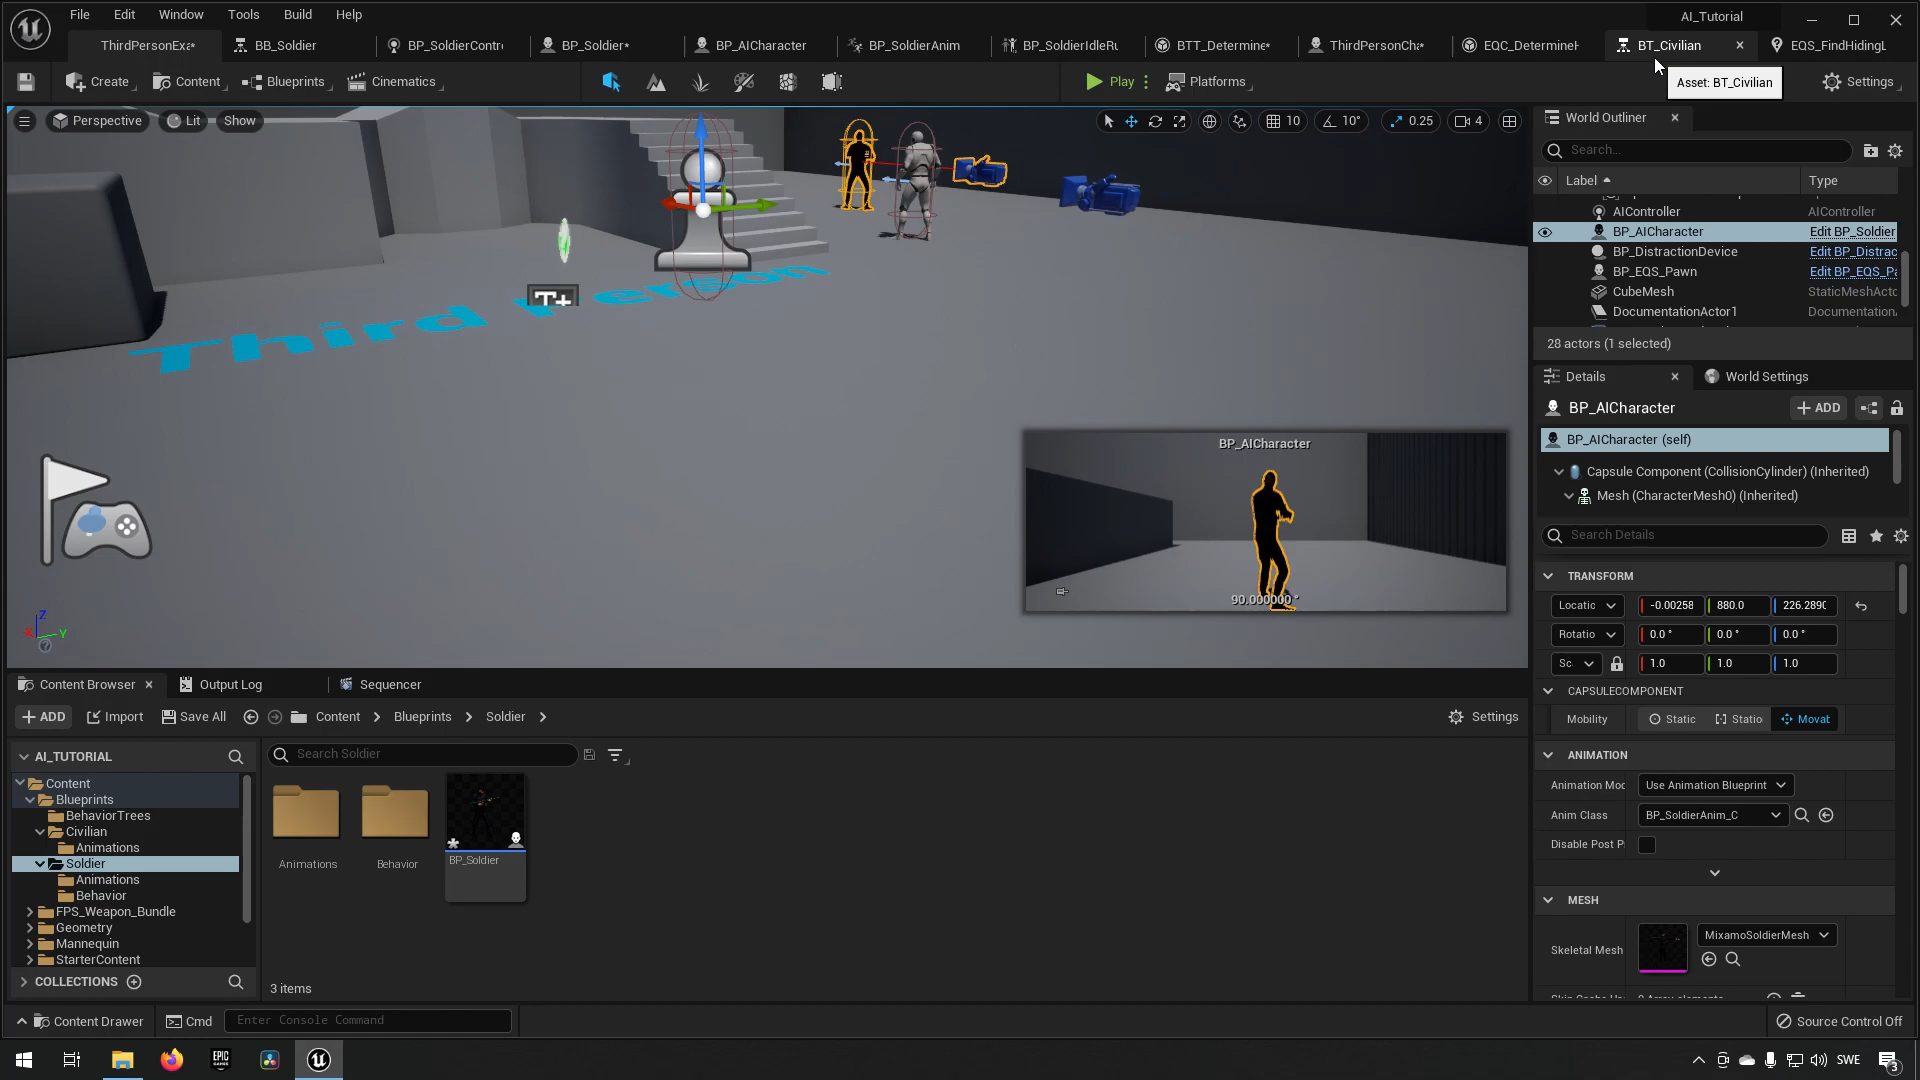 File Edit Window Tools Build Help
AI_Tutorial
ThirdPersonExa* BB_Soldier BP_SoldierContr BP_Soldier* BP_AICharacter BP_SoldierAnim BP_SoldierIdleRu BTT_Determine* ThirdPersonCha* EQC_DetermineH BT_Civilian EQS_FindHidingL
Create Content Blueprints Cinematics Play Platforms Settings
Asset: BT_Civilian
Perspective Lit Show 10 10° 0.25 4
World Outliner
Search...
Label Type
AIController AIController
BP_AICharacter Edit BP_Soldier
BP_DistractionDevice Edit BP_Distrac
BP_EQS_Pawn Edit BP_EQS_Pa
CubeMesh StaticMeshActo
DocumentationActor1 Documentation
28 actors (1 selected)
Third Person
T+
Details World Settings
BP_AICharacter ADD
BP_AICharacter (self)
Capsule Component (CollisionCylinder) (Inherited)
Mesh (CharacterMesh0) (Inherited)
Search Details
TRANSFORM
Locatio -0.00258 880.0 226.2890
Rotatio 0.0 ° 0.0 ° 0.0 °
Sc 1.0 1.0 1.0
CAPSULECOMPONENT
Mobility Static Statio Movab
ANIMATION
Animation Moc Use Animation Blueprint
Anim Class BP_SoldierAnim_C
Disable Post P
MESH
Skeletal Mesh MixamoSoldierMesh
BP_AICharacter
90.000000 °
Z
X Y
Content Browser Output Log Sequencer
ADD Import Save All Content Blueprints Soldier Settings
AI_TUTORIAL
Search Soldier
Content
Blueprints
BehaviorTrees
Civilian
Animations
Soldier
Animations
Behavior
FPS_Weapon_Bundle
Geometry
Mannequin
StarterContent
COLLECTIONS
Animations Behavior BP_Soldier
3 items
Content Drawer Cmd Enter Console Command Source Control Off
EPIC GAMES
SWE
3